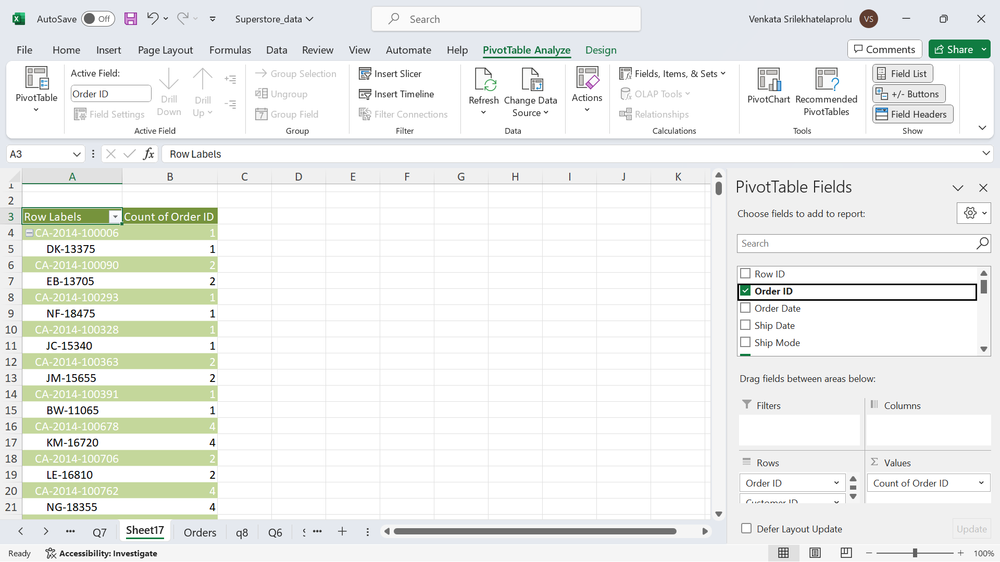 AutoSave Off Superstore_data Search Venkata Srilekhatelaprolu VS
File Home Insert Page Layout Formulas Data Review View Automate Help PivotTable Analyze Design Comments Share
PivotTable
Active Field:
Order ID
Field Settings
Drill Down
Drill Up
Active Field
Group Selection
Ungroup
Group Field
Group
Insert Slicer
Insert Timeline
Filter Connections
Filter
Refresh
Change Data Source
Data
Actions
Fields, Items, & Sets
OLAP Tools
Relationships
Calculations
PivotChart
Recommended PivotTables
Tools
Field List
+/- Buttons
Field Headers
Show
A3 fx Row Labels
A B C D E F G H I J K
1
2
3 Row Labels Count of Order ID
4 CA-2014-100006 1
5 DK-13375 1
6 CA-2014-100090 2
7 EB-13705 2
8 CA-2014-100293 1
9 NF-18475 1
10 CA-2014-100328 1
11 JC-15340 1
12 CA-2014-100363 2
13 JM-15655 2
14 CA-2014-100391 1
15 BW-11065 1
16 CA-2014-100678 4
17 KM-16720 4
18 CA-2014-100706 2
19 LE-16810 2
20 CA-2014-100762 4
21 NG-18355 4
PivotTable Fields
Choose fields to add to report:
Search
Row ID
Order ID
Order Date
Ship Date
Ship Mode
Drag fields between areas below:
Filters
Columns
Rows
Order ID
Customer ID
Values
Count of Order ID
Defer Layout Update Update
Q7 Sheet17 Orders q8 Q6
Ready Accessibility: Investigate 100%